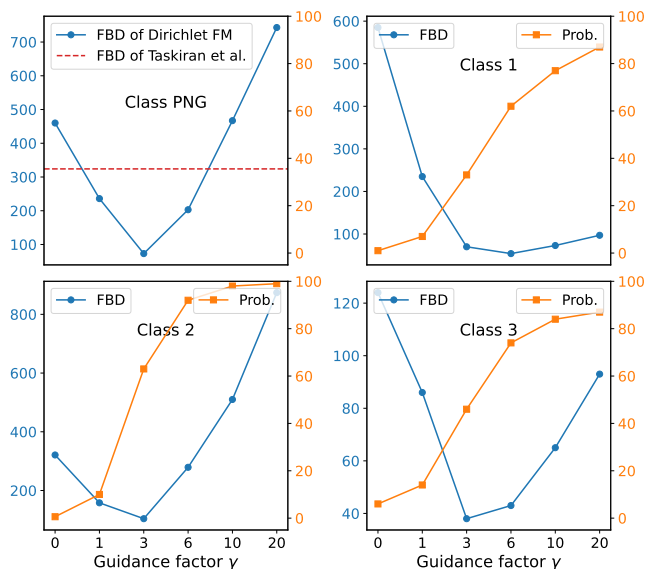 FBD of Dirichlet FM
FBD of Taskiran et al.
Class PNG
700
600
500
400
300
200
100
100
80
60
40
20
0
FBD
Prob.
Class 1
600
500
400
300
200
100
100
80
60
40
20
0
FBD
Prob.
Class 2
800
600
400
200
100
80
60
40
20
0
0 1 3 6 10 20
Guidance factor γ
FBD
Prob.
Class 3
120
100
80
60
40
100
80
60
40
20
0
0 1 3 6 10 20
Guidance factor γ